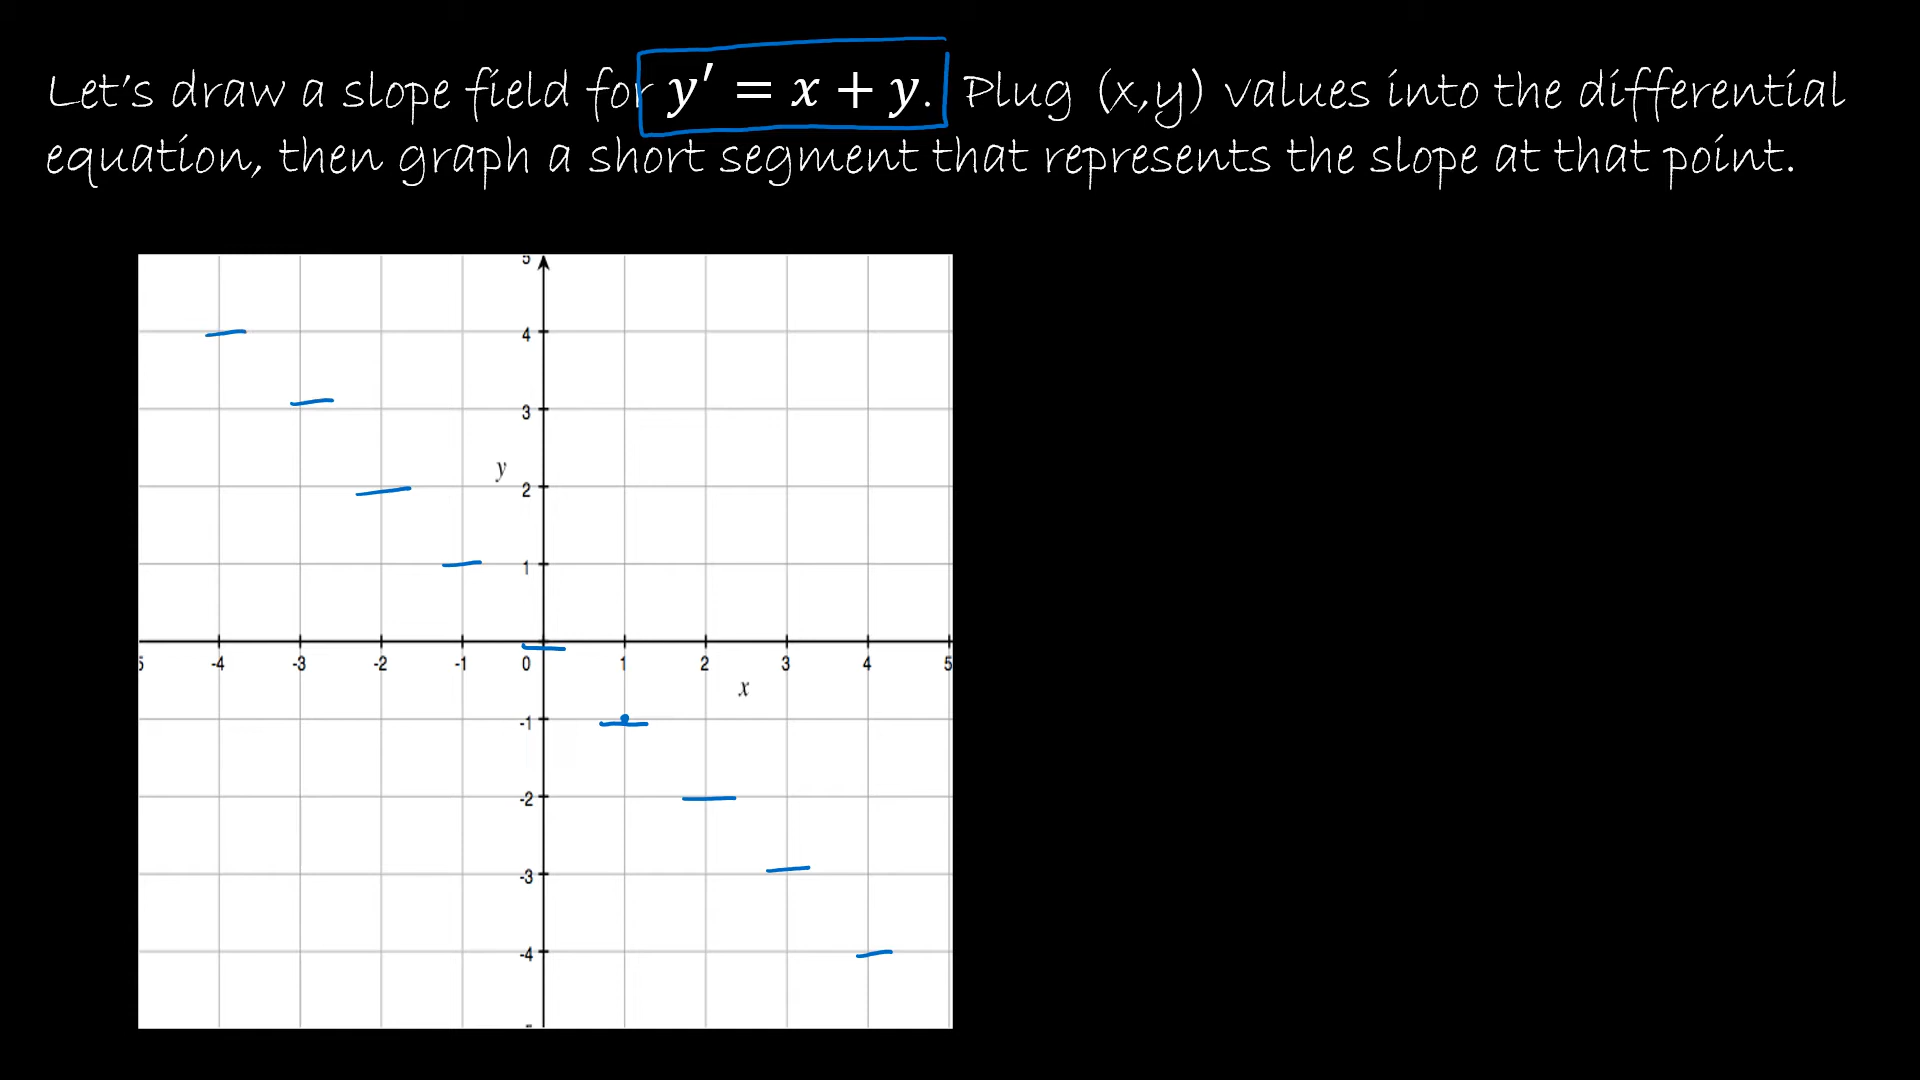 Let's draw a slope field for y′ = x + y. Plug (x,y) values into the differential
equation, then graph a short segment that represents the slope at that point.
5
4
3
y
2
1
5 -4 -3 -2 -1 0 1 2 3 4 5
x
-1
-2
-3
-4